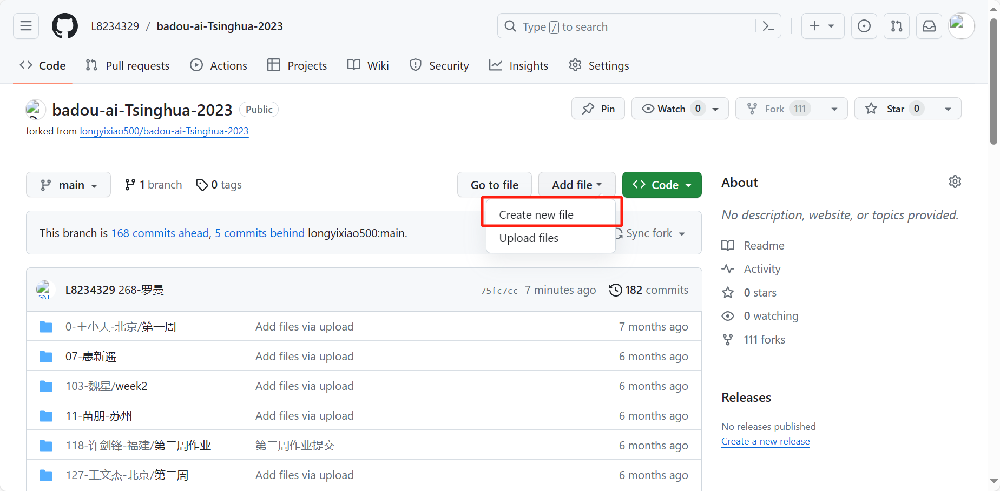 L8234329 / badou-ai-Tsinghua-2023
Type / to search
Code Pull requests Actions Projects Wiki Security Insights Settings
badou-ai-Tsinghua-2023 Public
Pin Watch 0 Fork 111 Star 0
forked from longyixiao500/badou-ai-Tsinghua-2023
main 1 branch 0 tags Go to file Add file Code
Create new file
Upload files
This branch is 168 commits ahead, 5 commits behind longyixiao500:main.
Sync fork
L8234329 268-罗曼 75fc7cc 7 minutes ago 182 commits
0-王小天-北京/第一周 Add files via upload 7 months ago
07-惠新遥 Add files via upload 6 months ago
103-魏星/week2 Add files via upload 6 months ago
11-苗朋-苏州 Add files via upload 6 months ago
118-许剑锋-福建/第二周作业 第二周作业提交 6 months ago
127-王文杰-北京/第二周 Add files via upload 6 months ago
About
No description, website, or topics provided.
Readme
Activity
0 stars
0 watching
111 forks
Releases
No releases published
Create a new release